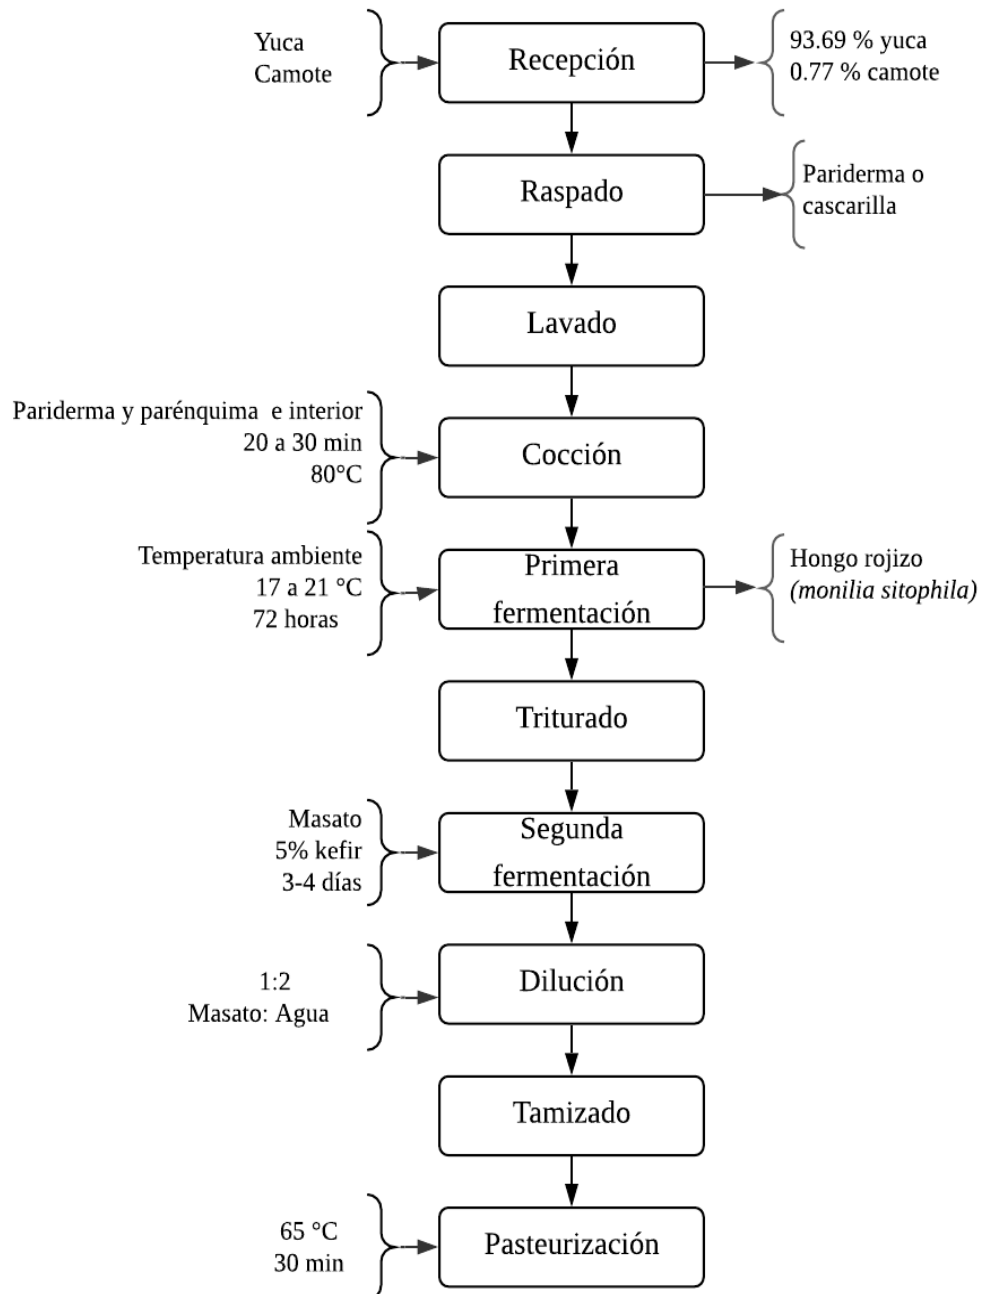 Yuca
Camote
Recepción
93.69 % yuca
0.77 % camote
Raspado
Pariderma o
cascarilla
Lavado
Pariderma y parénquima e interior
20 a 30 min
80°C
Cocción
Temperatura ambiente
17 a 21 °C
72 horas
Primera
fermentación
Hongo rojizo
(monilia sitophila)
Triturado
Masato
5% kefir
3-4 días
Segunda
fermentación
1:2
Masato: Agua
Dilución
Tamizado
65 °C
30 min
Pasteurización